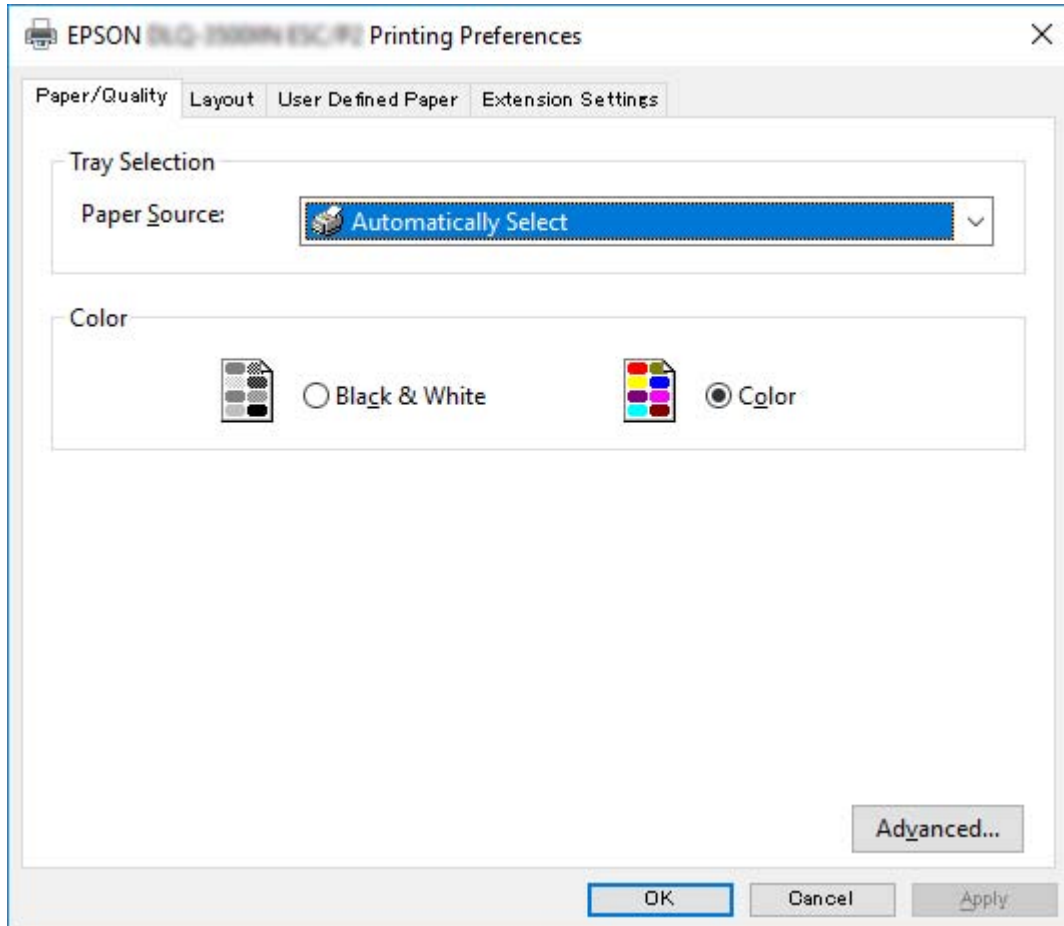 EPSON Printing Preferences
Paper/Quality Layout User Defined Paper Extension Settings
Tray Selection
Paper Source: Automatically Select
Color
Black & White Color
Advanced...
OK Cancel Apply